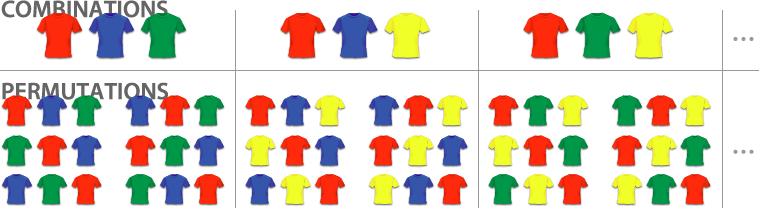 COMBINATIONS
...
PERMUTATIONS
...